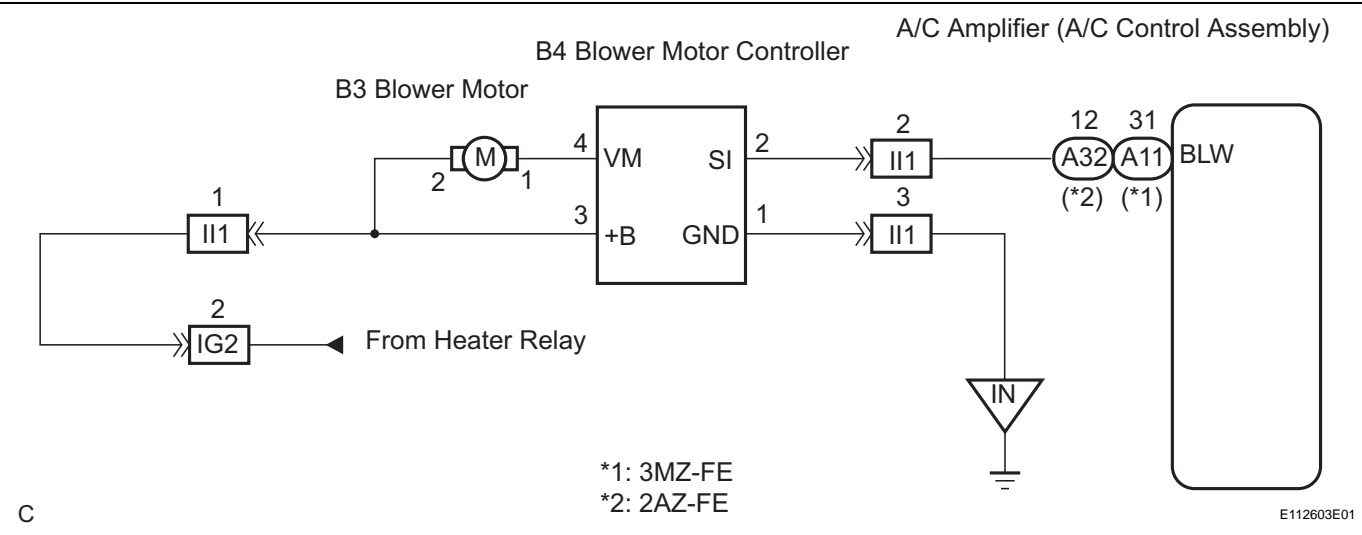 A/C Amplifier (A/C Control Assembly)
B4 Blower Motor Controller
B3 Blower Motor
12 31
2
4 VM SI 2
M
II1
A32 A11 BLW
2 1
(*2) (*1)
1
3
3 +B GND 1
II1
II1
2
IG2 From Heater Relay
IN
*1: 3MZ-FE
*2: 2AZ-FE
C
E112603E01